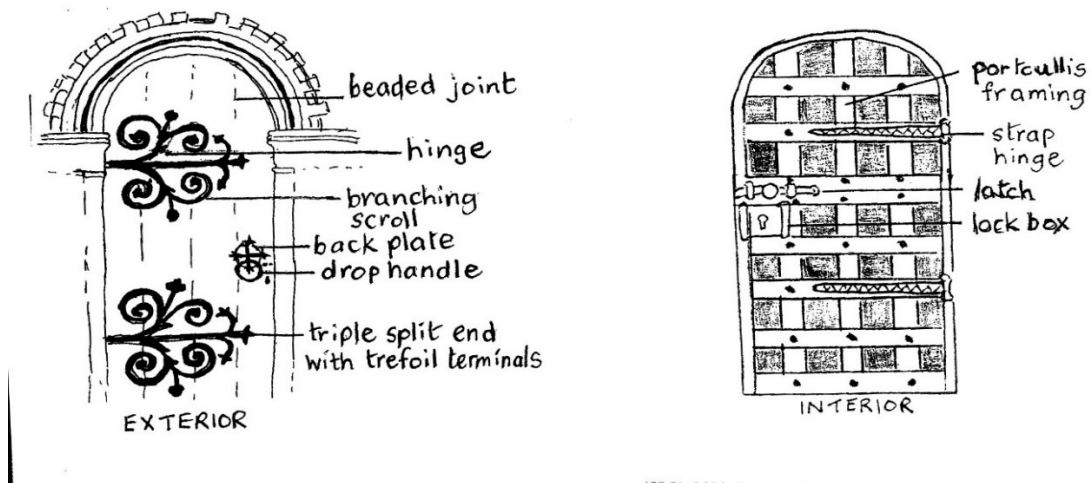 beaded joint
hinge
branching
scroll
back plate
drop handle
triple split end
with trefoil terminals
EXTERIOR
portcullis
framing
strap
hinge
latch
lock box
INTERIOR